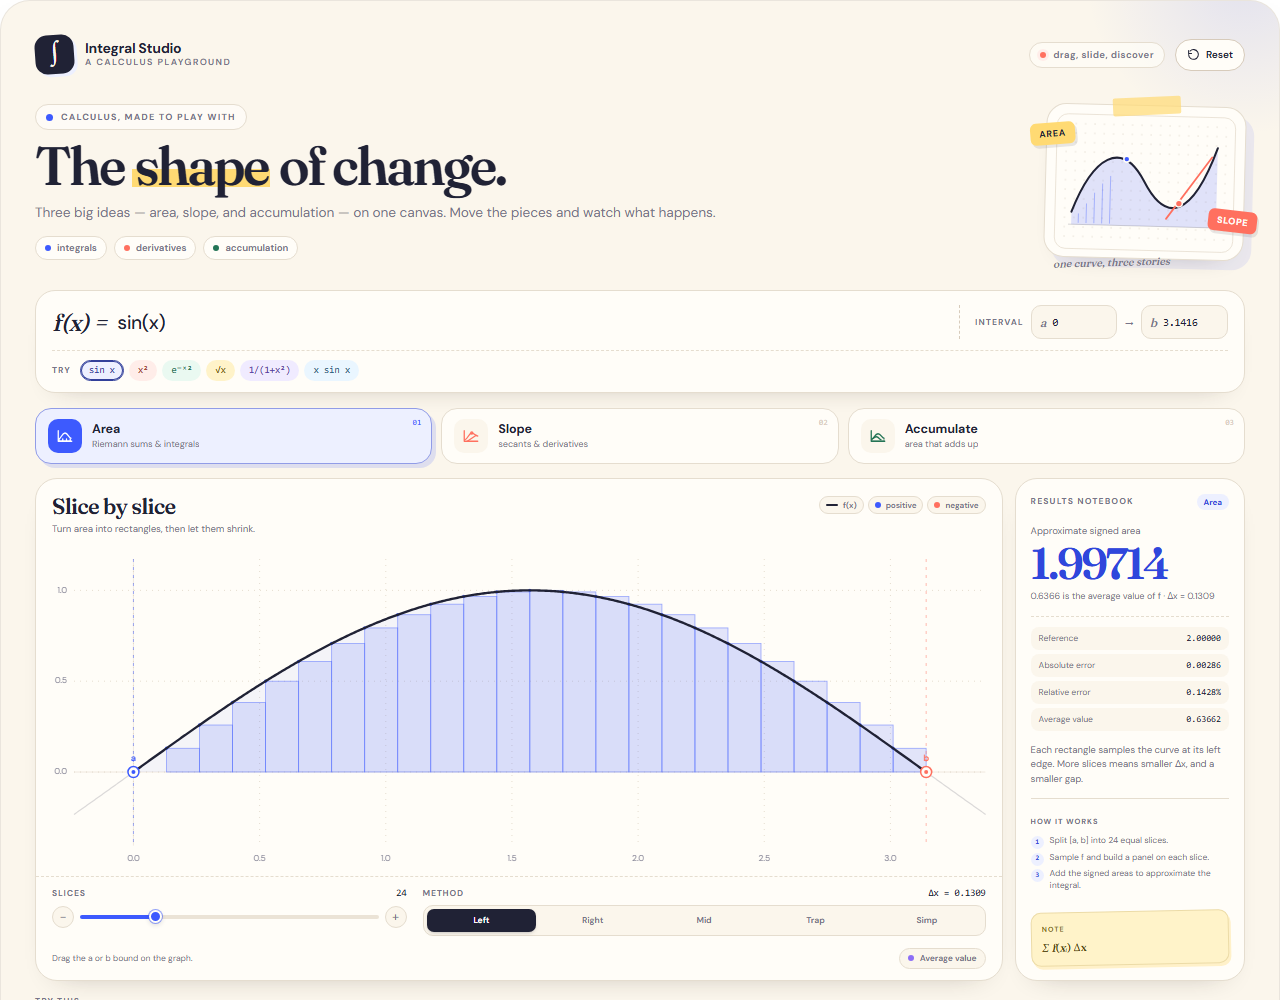 ∫
Integral Studio
A CALCULUS PLAYGROUND
drag, slide, discover
Reset
CALCULUS, MADE TO PLAY WITH
The shape of change.
Three big ideas — area, slope, and accumulation — on one canvas. Move the pieces and watch what happens.
integrals
derivatives
accumulation
AREA
SLOPE
one curve, three stories
f(x) = sin(x)
INTERVAL
a 0
→
b 3.1416
TRY
sin x
x²
e⁻ˣ²
√x
1/(1+x²)
x sin x
Area
Riemann sums & integrals
01
Slope
secants & derivatives
02
Accumulate
area that adds up
03
Slice by slice
Turn area into rectangles, then let them shrink.
f(x)
positive
negative
1.0
0.5
0.0
a
b
0.0
0.5
1.0
1.5
2.0
2.5
3.0
SLICES
24
−
+
METHOD
Δx = 0.1309
Left
Right
Mid
Trap
Simp
Drag the a or b bound on the graph.
Average value
RESULTS NOTEBOOK
Area
Approximate signed area
1.99714
0.6366 is the average value of f · Δx = 0.1309
Reference 2.00000
Absolute error 0.00286
Relative error 0.1428%
Average value 0.63662
Each rectangle samples the curve at its left
edge. More slices means smaller Δx, and a
smaller gap.
HOW IT WORKS
1 Split [a, b] into 24 equal slices.
2 Sample f and build a panel on each slice.
3 Add the signed areas to approximate the
integral.
NOTE
Σ f(xᵢ) Δx
TRY THIS